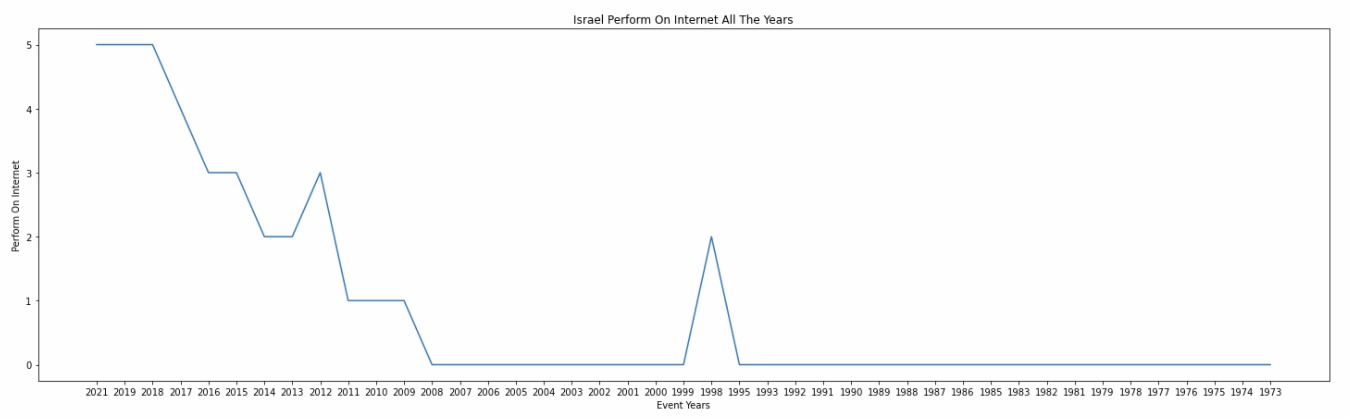 Israel Perform On Internet All The Years
5
4
3
2
1
0
Perform On Internet
2021 2019 2018 2017 2016 2015 2014 2013 2012 2011 2010 2009 2008 2007 2006 2005 2004 2003 2002 2001 2000 1999 1998 1995 1993 1992 1991 1990 1989 1988 1987 1986 1985 1983 1982 1981 1979 1978 1977 1976 1975 1974 1973
Event Years